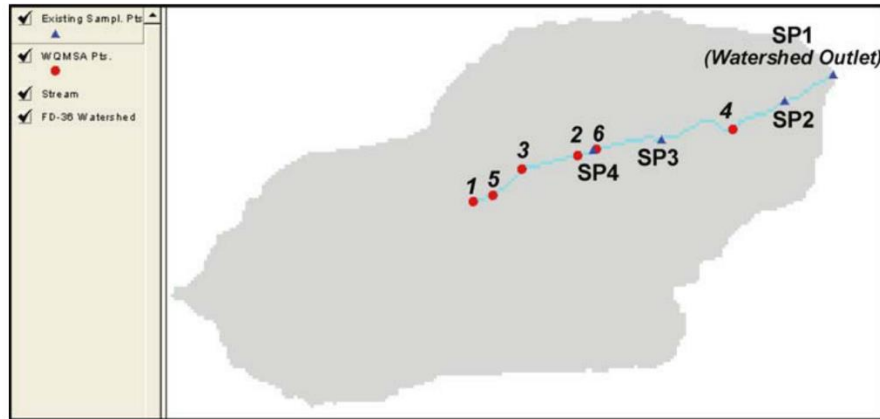 Existing Sampl. Pts
WQMSA Pts.
Stream
FD-36 Watershed
SP1
(Watershed Outlet)
4
SP2
2 6
SP3
3
SP4
1 5